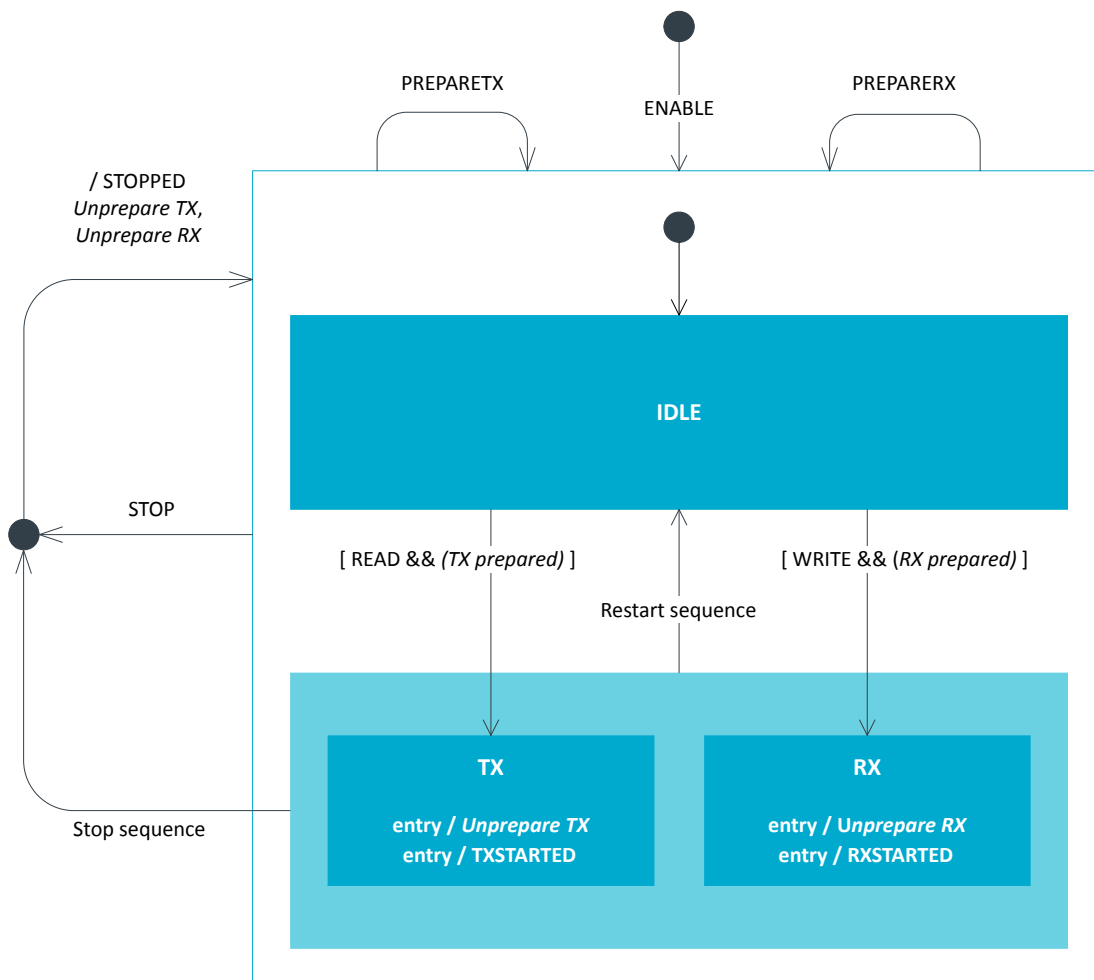 PREPARETX
PREPARERX
ENABLE
/ STOPPED
Unprepare TX,
Unprepare RX
IDLE
STOP
[ READ && (TX prepared) ]
[ WRITE && (RX prepared) ]
Restart sequence
TX
entry / Unprepare TX
entry / TXSTARTED
RX
entry / Unprepare RX
entry / RXSTARTED
Stop sequence